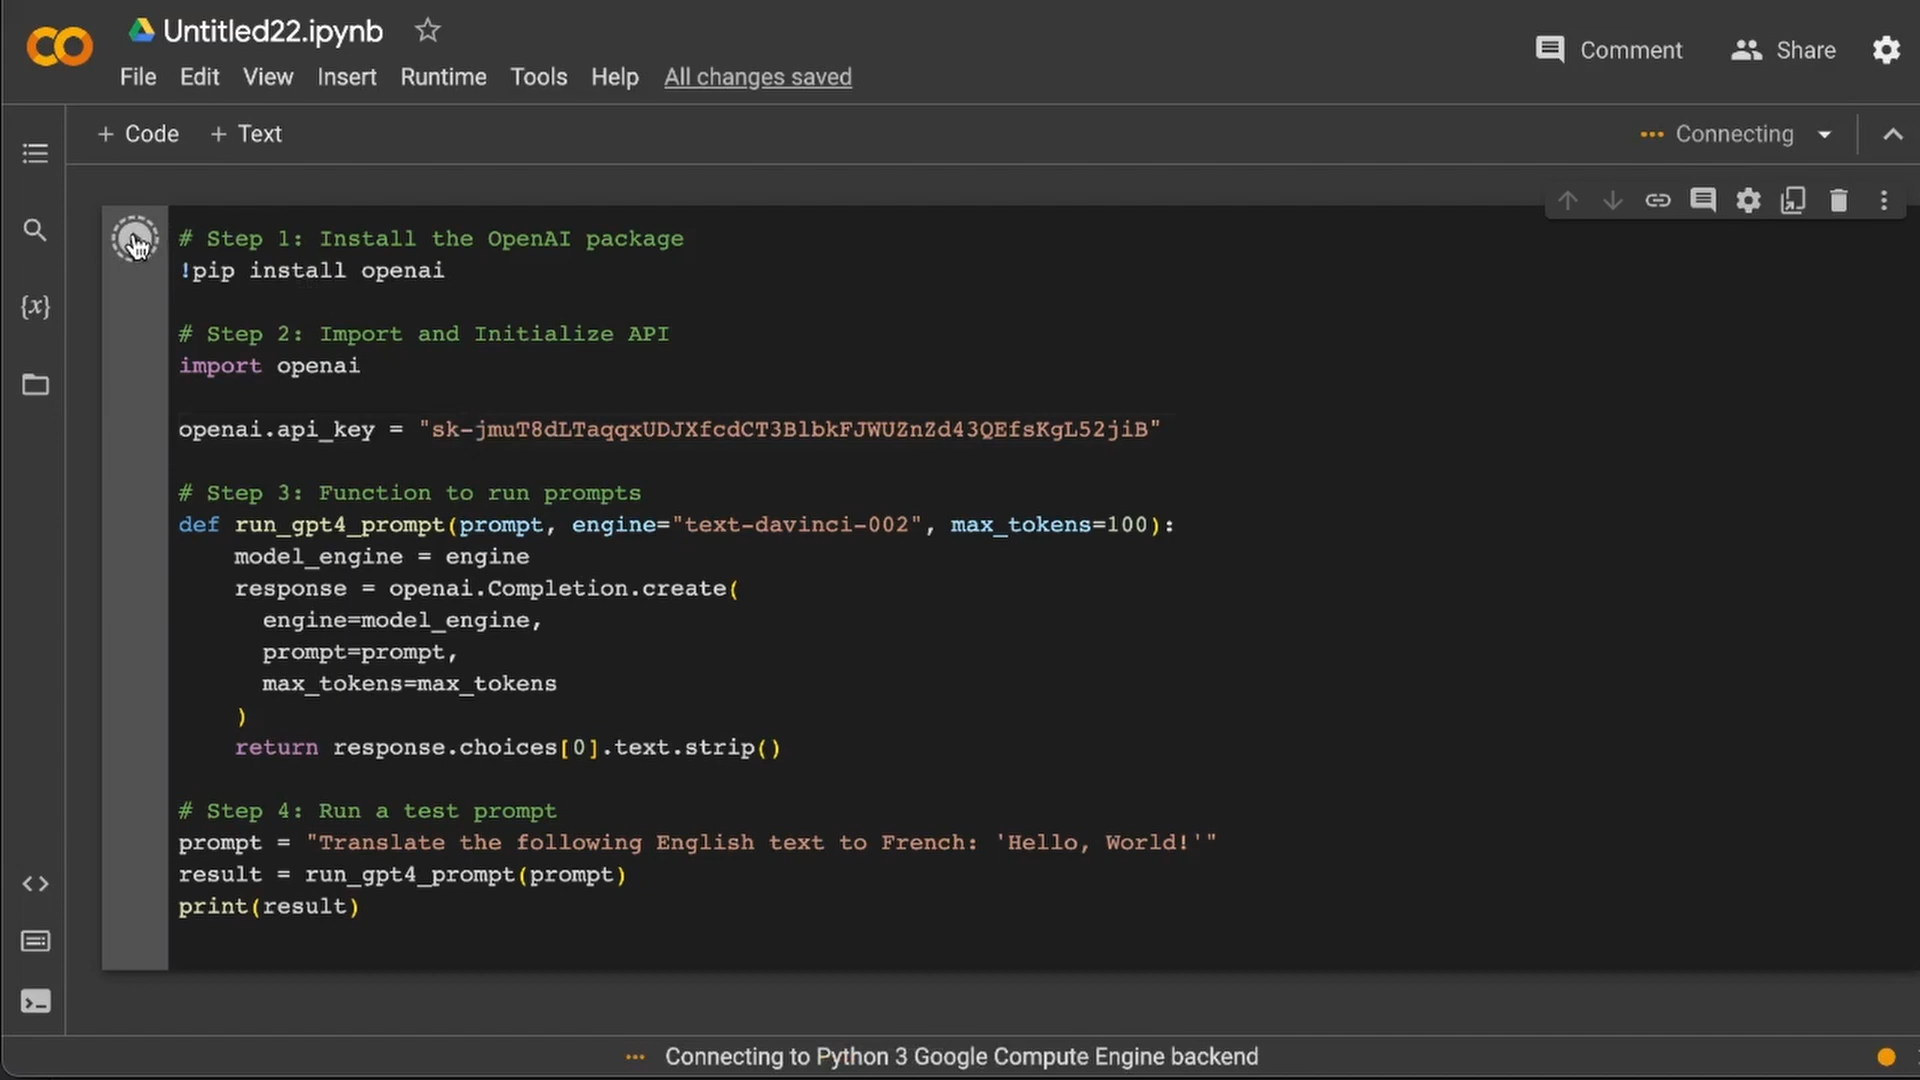 Untitled22.ipynb
Comment
Share
File Edit View Insert Runtime Tools Help All changes saved
+ Code + Text
Connecting
{x}
# Step 1: Install the OpenAI package
!pip install openai
# Step 2: Import and Initialize API
import openai
openai.api_key = "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"
# Step 3: Function to run prompts
def run_gpt4_prompt(prompt, engine="text-davinci-002", max_tokens=100):
model_engine = engine
response = openai.Completion.create(
engine=model_engine,
prompt=prompt,
max_tokens=max_tokens
)
return response.choices[0].text.strip()
# Step 4: Run a test prompt
prompt = "Translate the following English text to French: 'Hello, World!'"
result = run_gpt4_prompt(prompt)
print(result)
Connecting to Python 3 Google Compute Engine backend